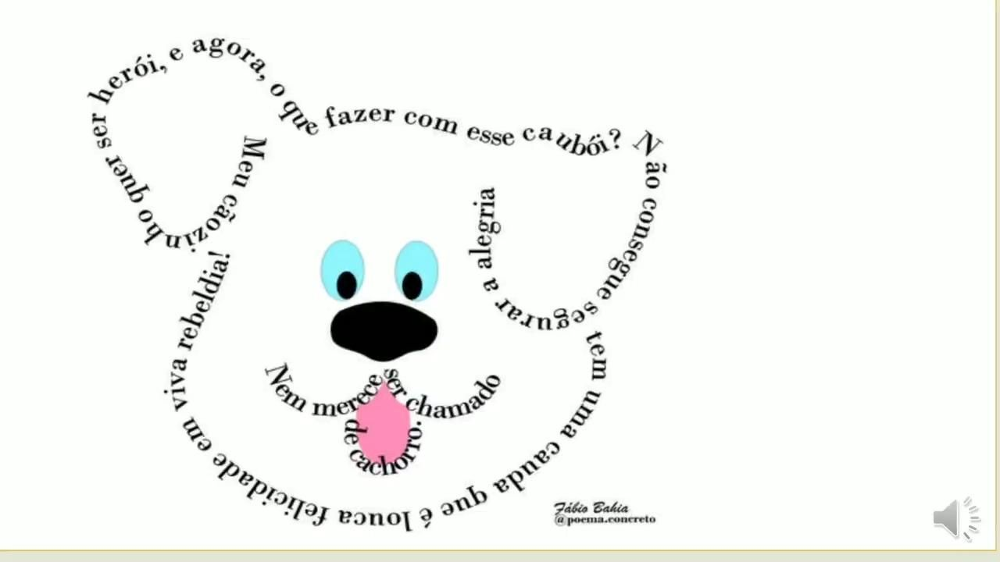 Meu cãozinho quer ser herói, e agora, o que fazer com esse caubói?
Não consegue segurar a alegria
tem uma cauda que é louca felicidade em viva rebeldia!
Nem merece ser chamado
de cachorro.
Fábio Bahia
@poema.concreto